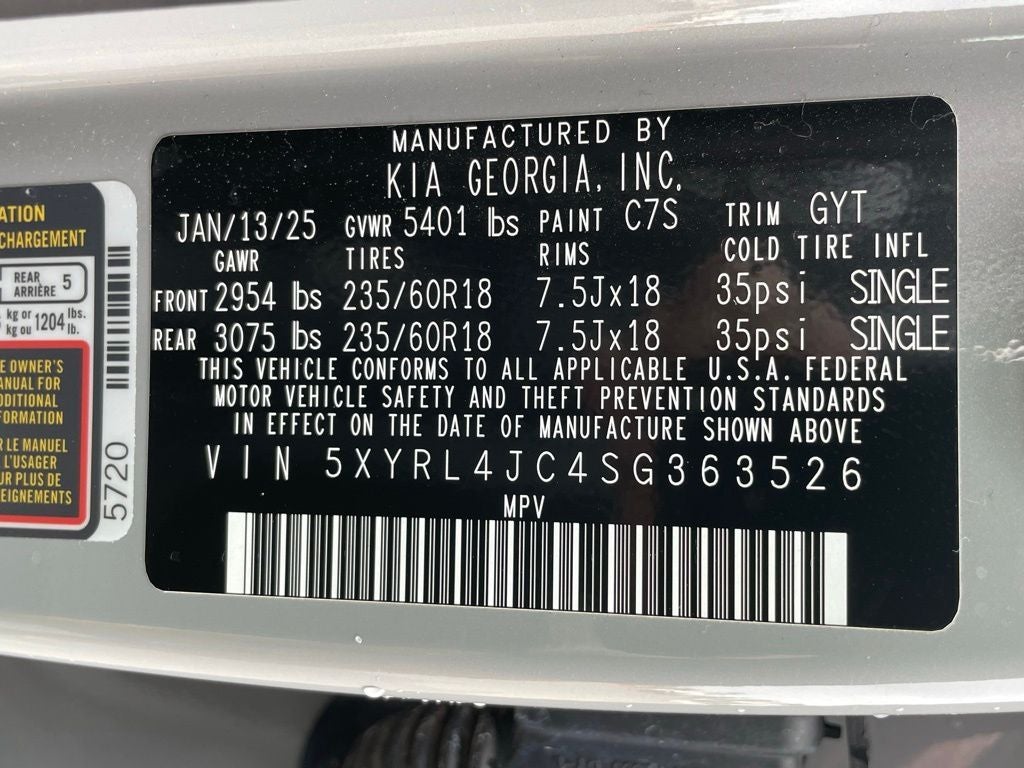 MANUFACTURED BY
KIA GEORGIA, INC.
JAN/13/25 GVWR 5401 lbs PAINT C7S TRIM GYT
GAWR TIRES RIMS COLD TIRE INFL
FRONT 2954 lbs 235/60R18 7.5Jx18 35psi SINGLE
REAR 3075 lbs 235/60R18 7.5Jx18 35psi SINGLE
THIS VEHICLE CONFORMS TO ALL APPLICABLE U.S.A. FEDERAL
MOTOR VEHICLE SAFETY AND THEFT PREVENTION STANDARDS
IN EFFECT ON THE DATE OF MANUFACTURE SHOWN ABOVE
VIN 5XYRL4JC4SG363526
MPV
ATION
CHARGEMENT
REAR
ARRIÈRE 5
kg or 1204 lbs.
kg ou lb.
E OWNER'S
ANUAL FOR
DDITIONAL
FORMATION
R LE MANUEL
L'USAGER
UR PLUS DE
EIGNEMENTS
5720